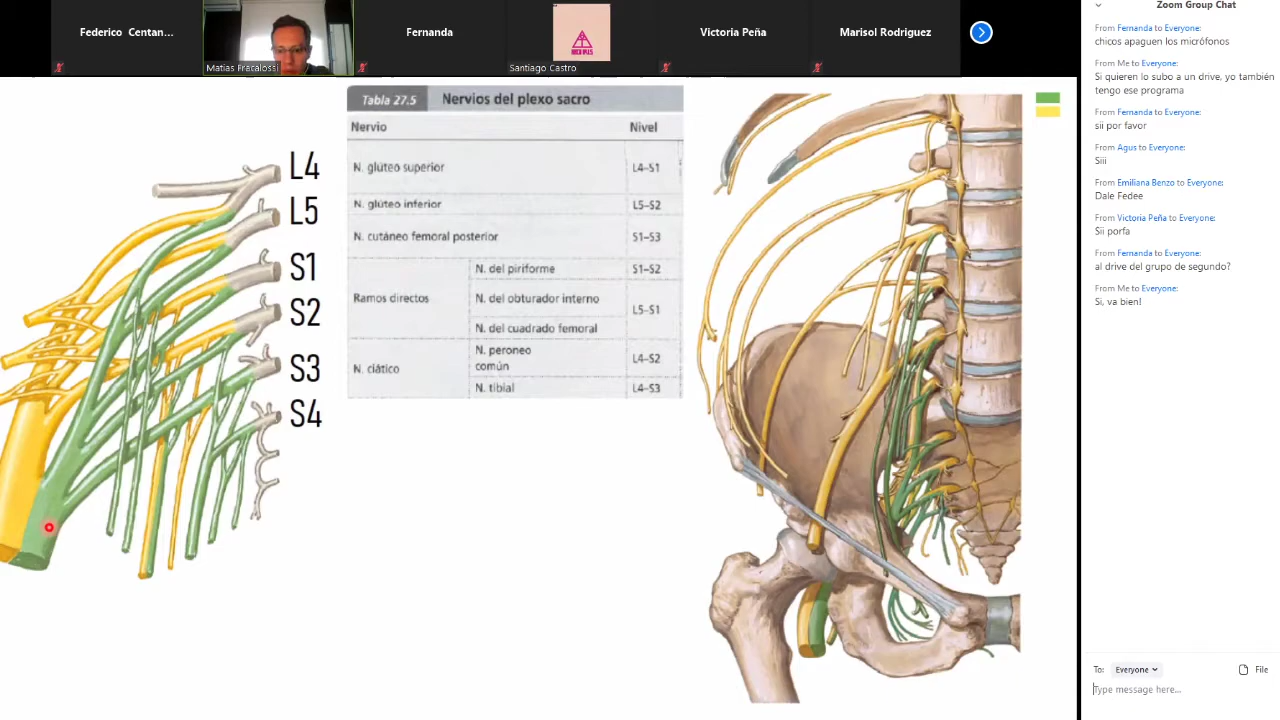 Federico Centan...
Matías Fracalossi
Fernanda
Santiago Castro
Victoria Peña
Marisol Rodriguez
Tabla 27.5 Nervios del plexo sacro
Nervio Nivel
N. glúteo superior L4–S1
N. glúteo inferior L5–S2
N. cutáneo femoral posterior S1–S3
Ramos directos
N. del piriforme S1–S2
N. del obturador interno
L5–S1
N. del cuadrado femoral
N. ciático
N. peroneo
común
L4–S2
N. tibial L4–S3
L4
L5
S1
S2
S3
S4
Zoom Group Chat
From Fernanda to Everyone:
chicos apaguen los micrófonos
From Me to Everyone:
Si quieren lo subo a un drive, yo también
tengo ese programa
From Fernanda to Everyone:
sii por favor
From Agus to Everyone:
Siii
From Emiliana Benzo to Everyone:
Dale Fedee
From Victoria Peña to Everyone:
Sii porfa
From Fernanda to Everyone:
al drive del grupo de segundo?
From Me to Everyone:
Si, va bien!
To: Everyone File
Type message here...